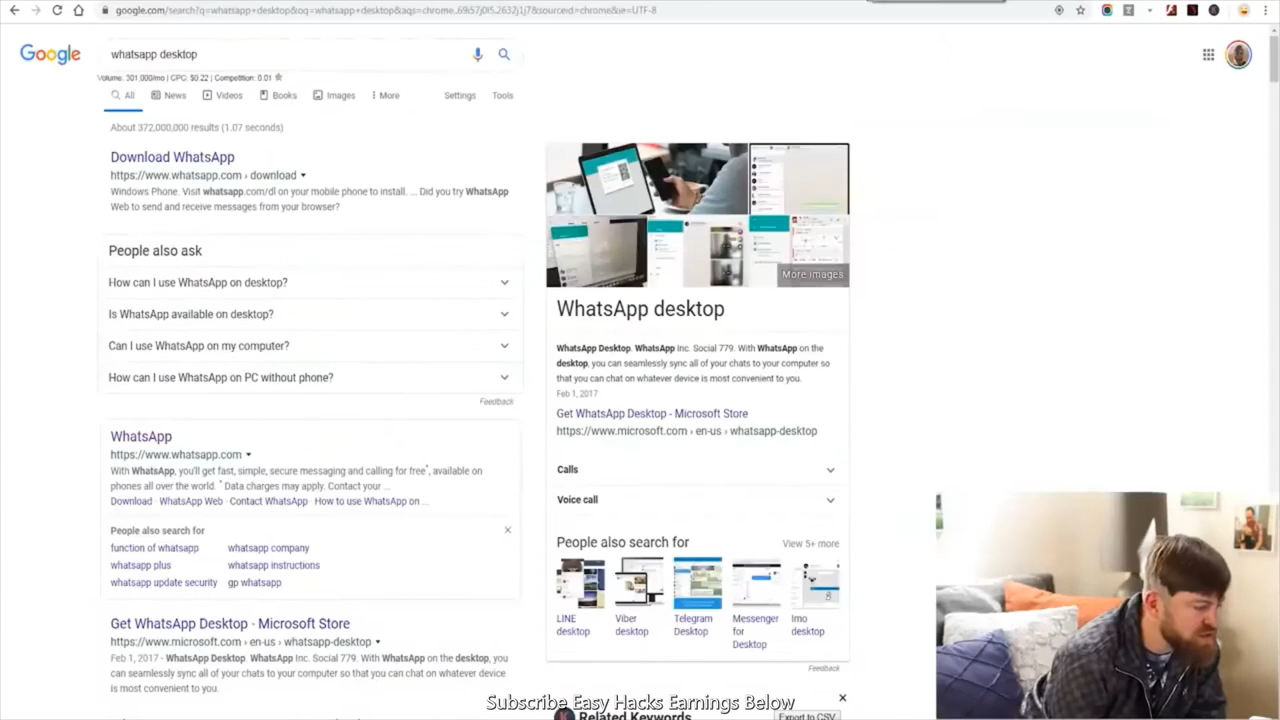 google.com/search?q=whatsapp+desktop&oq=whatsapp+desktop&aqs=chrome..69i57j0l5.2632j1j7&sourceid=chrome&ie=UTF-8
Google
whatsapp desktop
Volume: 301,000/mo | CPC: $0.22 | Competition: 0.01
All
News
Videos
Books
Images
More
Settings
Tools
About 372,000,000 results (1.07 seconds)
Download WhatsApp
https://www.whatsapp.com › download
Windows Phone. Visit whatsapp.com/dl on your mobile phone to install. ... Did you try WhatsApp
Web to send and receive messages from your browser?
People also ask
How can I use WhatsApp on desktop?
Is WhatsApp available on desktop?
Can I use WhatsApp on my computer?
How can I use WhatsApp on PC without phone?
Feedback
WhatsApp
https://www.whatsapp.com
With WhatsApp, you'll get fast, simple, secure messaging and calling for free*, available on
phones all over the world. * Data charges may apply. Contact your ...
Download · WhatsApp Web · Contact WhatsApp · How to use WhatsApp on ...
People also search for
function of whatsapp
whatsapp company
whatsapp plus
whatsapp instructions
whatsapp update security
gp whatsapp
Get WhatsApp Desktop - Microsoft Store
https://www.microsoft.com › en-us › whatsapp-desktop
Feb 1, 2017 - WhatsApp Desktop. WhatsApp Inc. Social 779. With WhatsApp on the desktop, you can
seamlessly sync all of your chats to your computer so that you can chat on whatever device
is most convenient to you.
More images
WhatsApp desktop
WhatsApp Desktop. WhatsApp Inc. Social 779. With WhatsApp on the
desktop, you can seamlessly sync all of your chats to your computer so
that you can chat on whatever device is most convenient to you.
Feb 1, 2017
Get WhatsApp Desktop - Microsoft Store
https://www.microsoft.com › en-us › whatsapp-desktop
Calls
Voice call
People also search for
View 5+ more
LINE
desktop
Viber
desktop
Telegram
Desktop
Messenger
for
Desktop
Imo
desktop
Feedback
Related Keywords
Export to CSV
Subscribe Easy Hacks Earnings Below